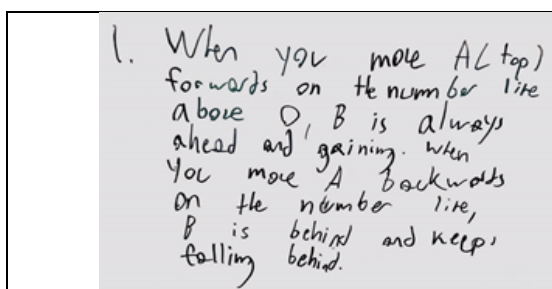 1. When you move A (top)
forwards on the number line
above 0, B is always
ahead and gaining. When
you move A backwards
on the number line,
B is behind and keeps
falling behind.